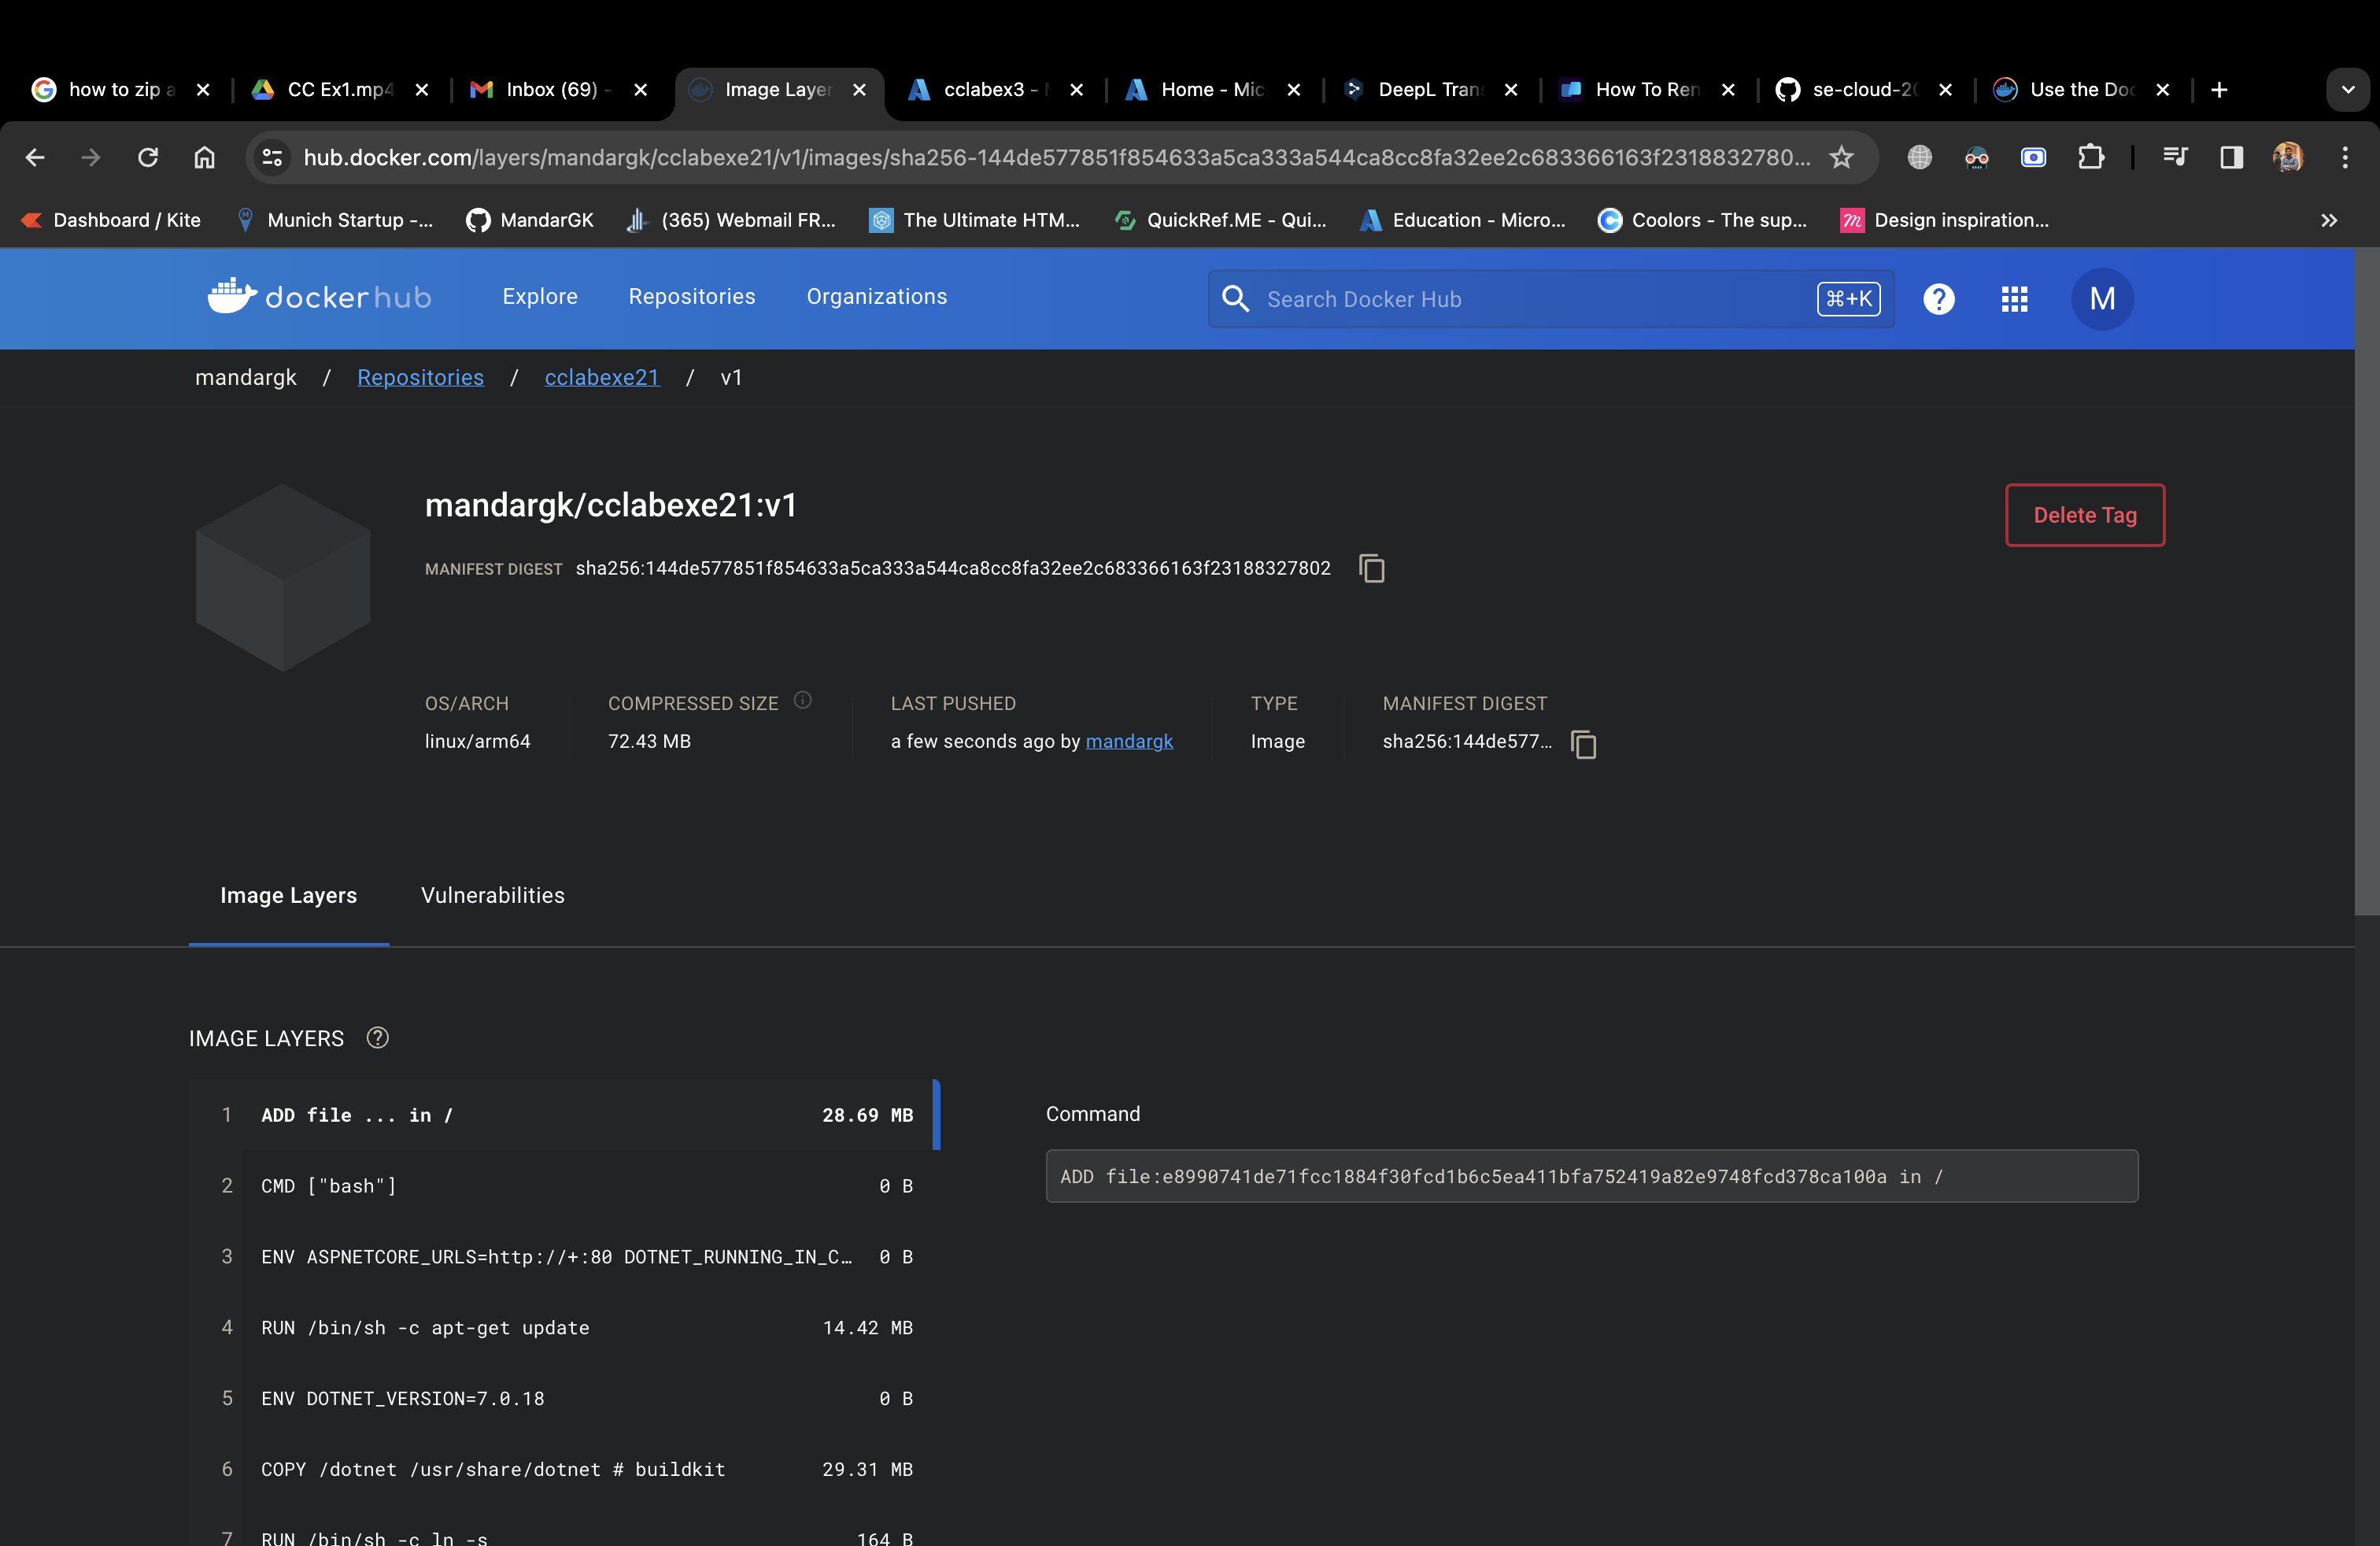 how to zip a
CC Ex1.mp4
Inbox (69) -
Image Layer
cclabex3 - M
Home - Mic
DeepL Trans
How To Ren
se-cloud-20
Use the Doc
hub.docker.com/layers/mandargk/cclabexe21/v1/images/sha256-144de577851f854633a5ca333a544ca8cc8fa32ee2c683366163f2318832780...
Dashboard / Kite
Munich Startup -...
MandarGK
(365) Webmail FR...
The Ultimate HTM...
QuickRef.ME - Qui...
Education - Micro...
Coolors - The sup...
Design inspiration...
dockerhub
Explore
Repositories
Organizations
Search Docker Hub
⌘+K
M
mandargk / Repositories / cclabexe21 / v1
mandargk/cclabexe21:v1
Delete Tag
MANIFEST DIGEST sha256:144de577851f854633a5ca333a544ca8cc8fa32ee2c683366163f23188327802
OS/ARCH
linux/arm64
COMPRESSED SIZE
72.43 MB
LAST PUSHED
a few seconds ago by mandargk
TYPE
Image
MANIFEST DIGEST
sha256:144de577...
Image Layers
Vulnerabilities
IMAGE LAYERS
1 ADD file ... in / 28.69 MB
2 CMD ["bash"] 0 B
3 ENV ASPNETCORE_URLS=http://+:80 DOTNET_RUNNING_IN_C... 0 B
4 RUN /bin/sh -c apt-get update 14.42 MB
5 ENV DOTNET_VERSION=7.0.18 0 B
6 COPY /dotnet /usr/share/dotnet # buildkit 29.31 MB
7 RUN /bin/sh -c ln -s 164 B
Command
ADD file:e8990741de71fcc1884f30fcd1b6c5ea411bfa752419a82e9748fcd378ca100a in /